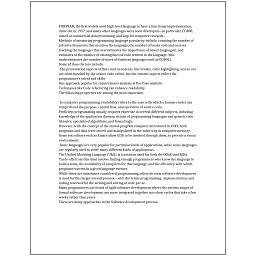 FORTRAN, the first widely used high-level language to have a functional implementation,
came out in 1957, and many other languages were soon developed—in particular, COBOL
aimed at commercial data processing, and Lisp for computer research.
Methods of measuring programming language popularity include: counting the number of
job advertisements that mention the language, the number of books sold and courses
teaching the language (this overestimates the importance of newer languages), and
estimates of the number of existing lines of code written in the language (this
underestimates the number of users of business languages such as COBOL).
Some of these factors include:
The presentation aspects of this (such as indents, line breaks, color highlighting, and so on)
are often handled by the source code editor, but the content aspects reflect the
programmer's talent and skills.
One approach popular for requirements analysis is Use Case analysis.
Techniques like Code refactoring can enhance readability.
The following properties are among the most important:

In computer programming, readability refers to the ease with which a human reader can
comprehend the purpose, control flow, and operation of source code.
Proficient programming usually requires expertise in several different subjects, including
knowledge of the application domain, details of programming languages and generic code
libraries, specialized algorithms, and formal logic.
However, with the concept of the stored-program computer introduced in 1949, both
programs and data were stored and manipulated in the same way in computer memory.
Some text editors such as Emacs allow GDB to be invoked through them, to provide a visual
environment.
Some languages are very popular for particular kinds of applications, while some languages
are regularly used to write many different kinds of applications.
The Unified Modeling Language (UML) is a notation used for both the OOAD and MDA.
Trade-offs from this ideal involve finding enough programmers who know the language to
build a team, the availability of compilers for that language, and the efficiency with which
programs written in a given language execute.
While these are sometimes considered programming, often the term software development
is used for this larger overall process – with the terms programming, implementation, and
coding reserved for the writing and editing of code per se.
Many programmers use forms of Agile software development where the various stages of
formal software development are more integrated together into short cycles that take a few
weeks rather than years.
There are many approaches to the Software development process.